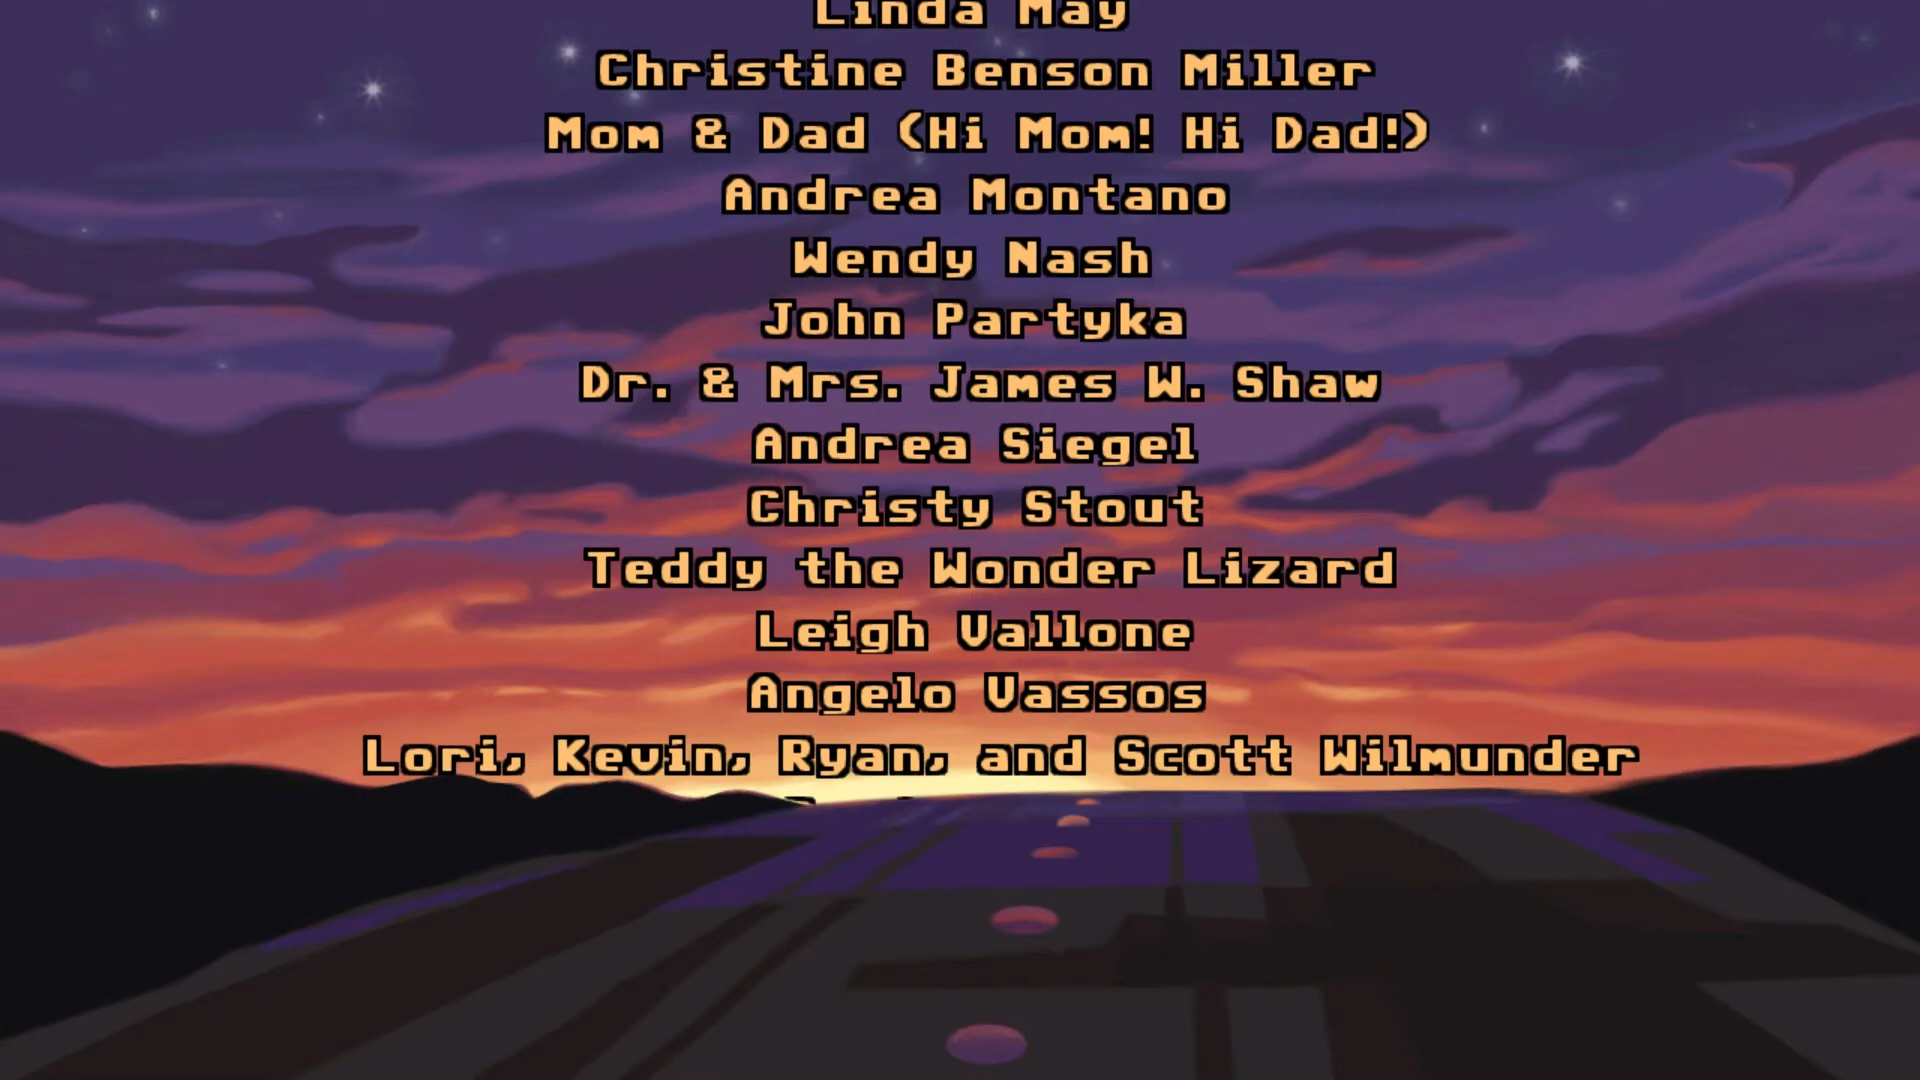 Linda May
Christine Benson Miller
Mom & Dad (Hi Mom! Hi Dad!)
Andrea Montano
Wendy Nash
John Partyka
Dr. & Mrs. James W. Shaw
Andrea Siegel
Christy Stout
Teddy the Wonder Lizard
Leigh Vallone
Angelo Vassos
Lori, Kevin, Ryan, and Scott Wilmunder